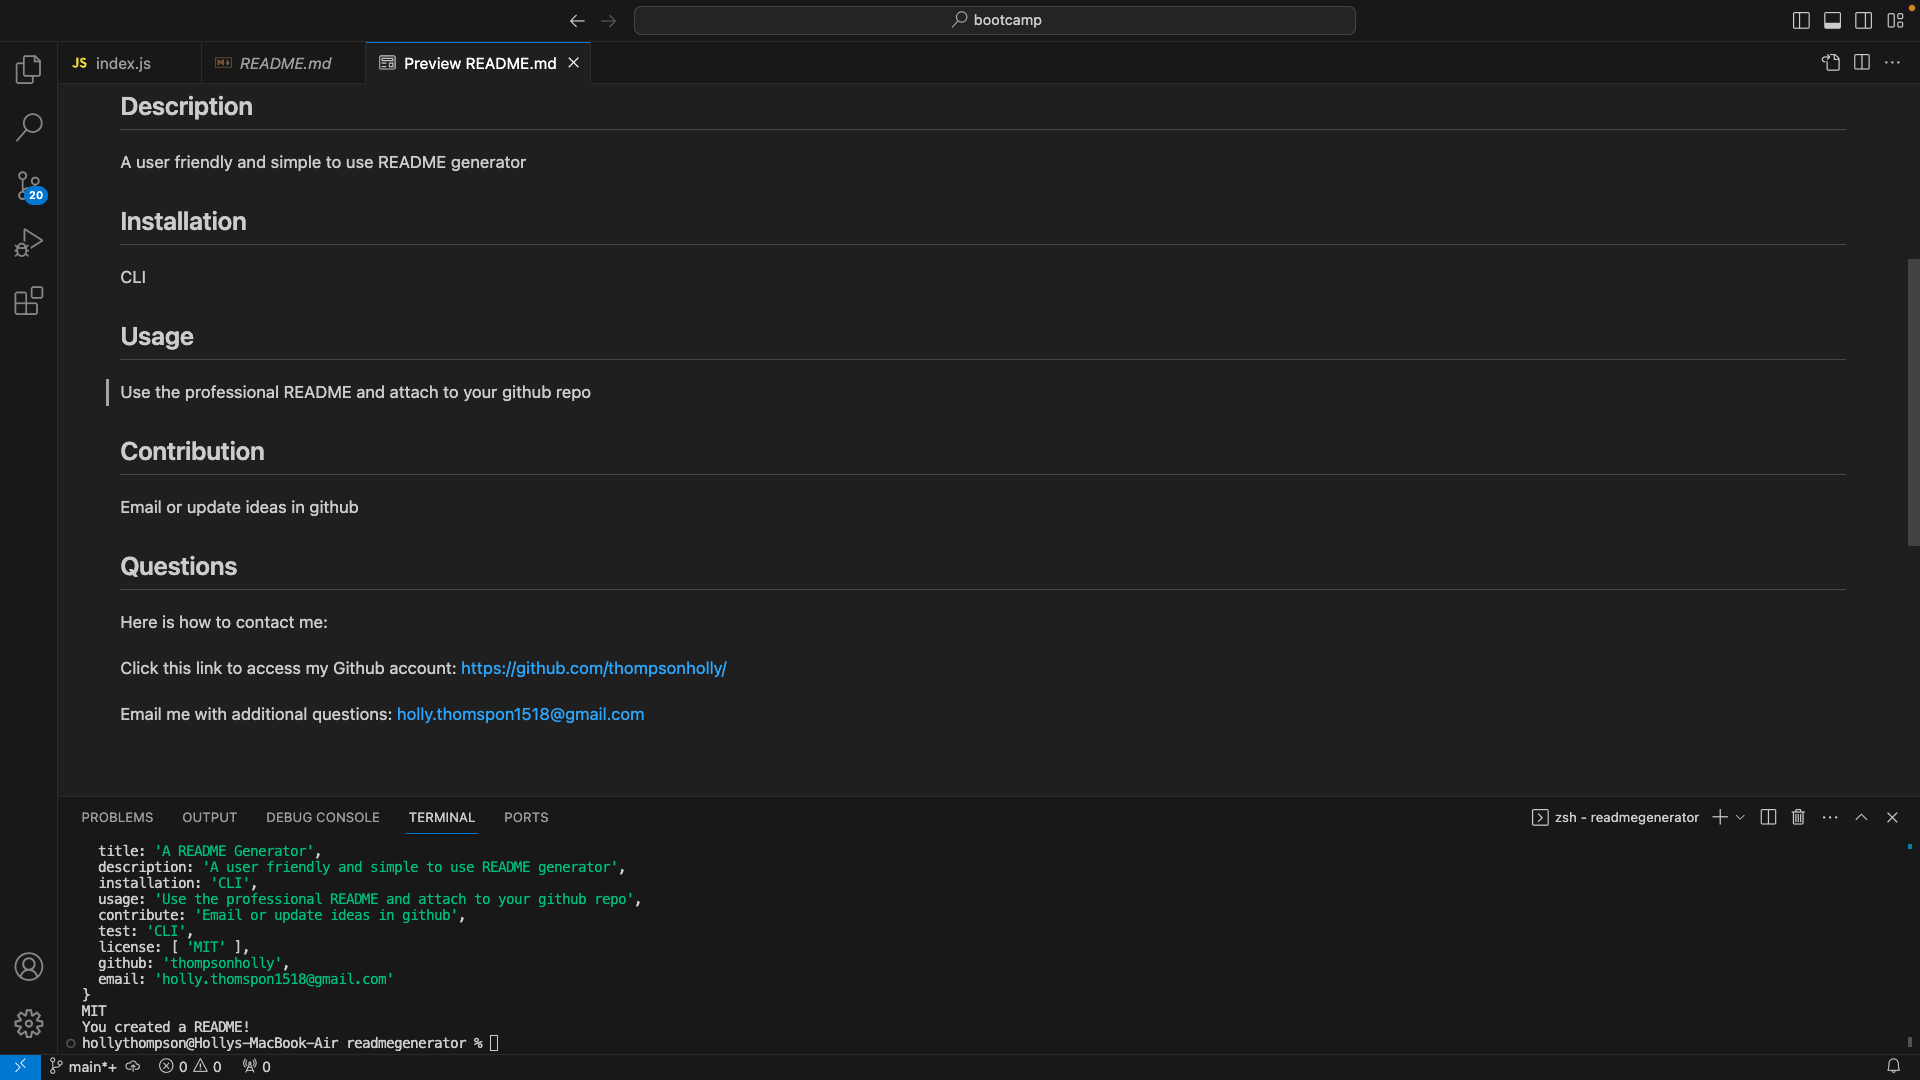 bootcamp
JS index.js
README.md
Preview README.md
20
Description
A user friendly and simple to use README generator
Installation
CLI
Usage
Use the professional README and attach to your github repo
Contribution
Email or update ideas in github
Questions
Here is how to contact me:
Click this link to access my Github account: https://github.com/thompsonholly/
Email me with additional questions: holly.thomspon1518@gmail.com
PROBLEMS OUTPUT DEBUG CONSOLE TERMINAL PORTS
zsh - readmegenerator
title: 'A README Generator',
description: 'A user friendly and simple to use README generator',
installation: 'CLI',
usage: 'Use the professional README and attach to your github repo',
contribute: 'Email or update ideas in github',
test: 'CLI',
license: [ 'MIT' ],
github: 'thompsonholly',
email: 'holly.thomspon1518@gmail.com'
}
MIT
You created a README!
hollythompson@Hollys-MacBook-Air readmegenerator %
main*+ 0 0 0